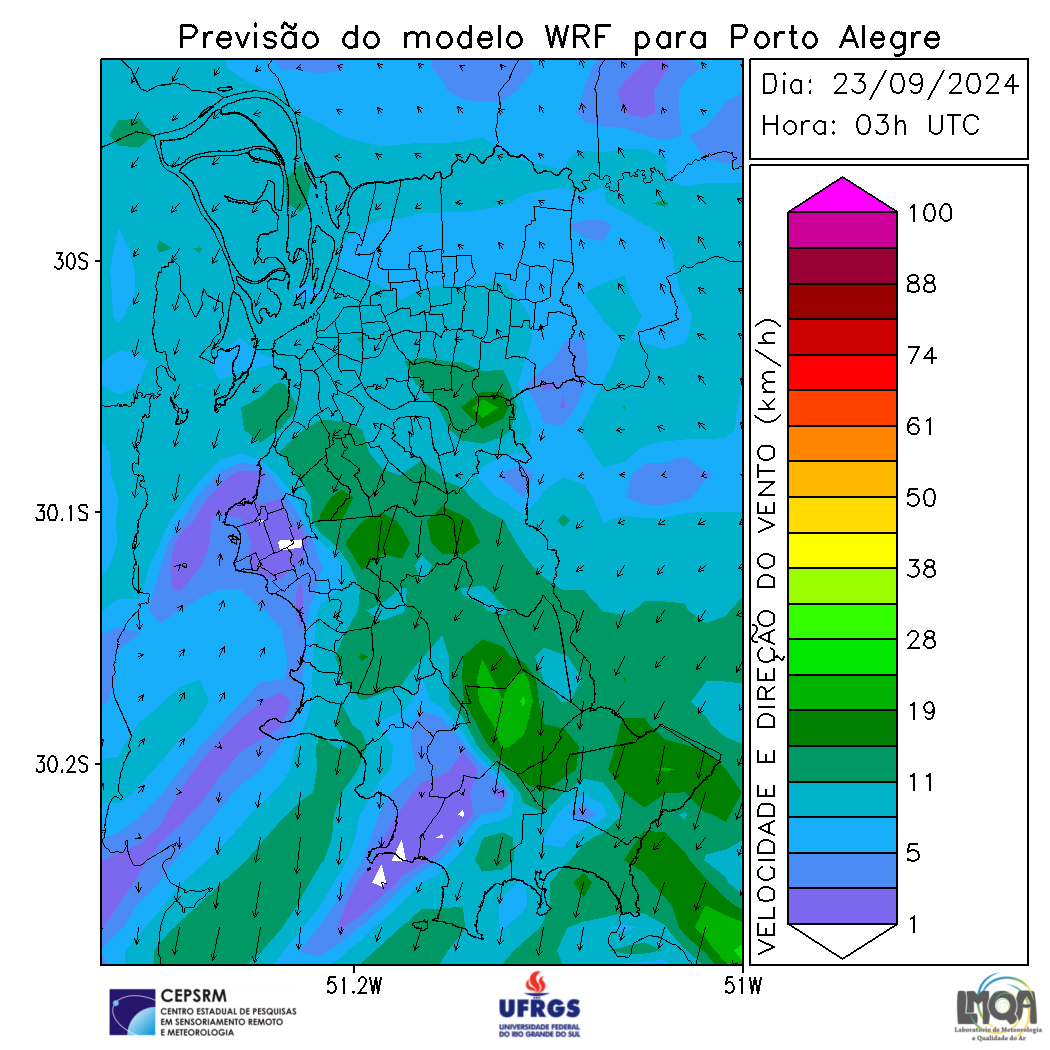 Previsão do modelo WRF para Porto Alegre
Dia: 23/09/2024
Hora: 03h UTC
30S
30.1S
30.2S
51.2W
51W
VELOCIDADE E DIREÇÃO DO VENTO (km/h)
100
88
74
61
50
38
28
19
11
5
1
CEPSRM
CENTRO ESTADUAL DE PESQUISAS
EM SENSORIAMENTO REMOTO
E METEOROLOGIA
UFRGS
UNIVERSIDADE FEDERAL
DO RIO GRANDE DO SUL
LMQA
Laboratório de Meteorologia
e Qualidade do Ar